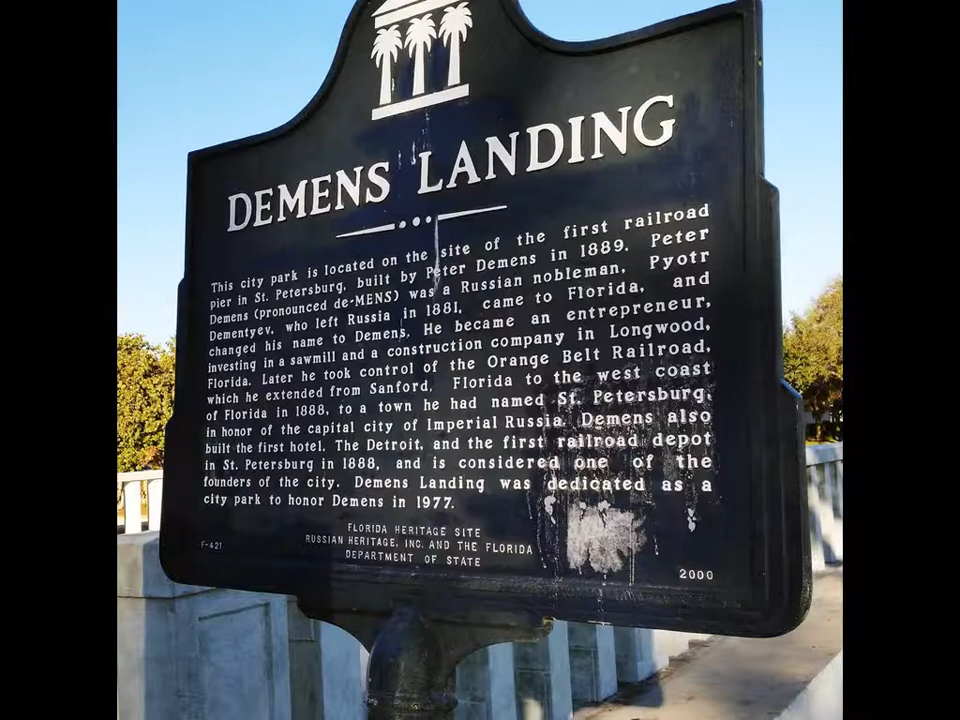 DEMENS LANDING
This city park is located on the site of the first railroad
pier in St. Petersburg, built by Peter Demens in 1889. Peter
Demens (pronounced de-MENS) was a Russian nobleman, Pyotr
Dementyev, who left Russia in 1881, came to Florida, and
changed his name to Demens. He became an entrepreneur,
investing in a sawmill and a construction company in Longwood,
Florida. Later he took control of the Orange Belt Railroad,
which he extended from Sanford, Florida to the west coast
of Florida in 1888, to a town he had named St. Petersburg,
in honor of the capital city of Imperial Russia. Demens also
built the first hotel, The Detroit, and the first railroad depot
in St. Petersburg in 1888, and is considered one of the
founders of the city. Demens Landing was dedicated as a
city park to honor Demens in 1977.
FLORIDA HERITAGE SITE
RUSSIAN HERITAGE, INC. AND THE FLORIDA
DEPARTMENT OF STATE
F-421
2000